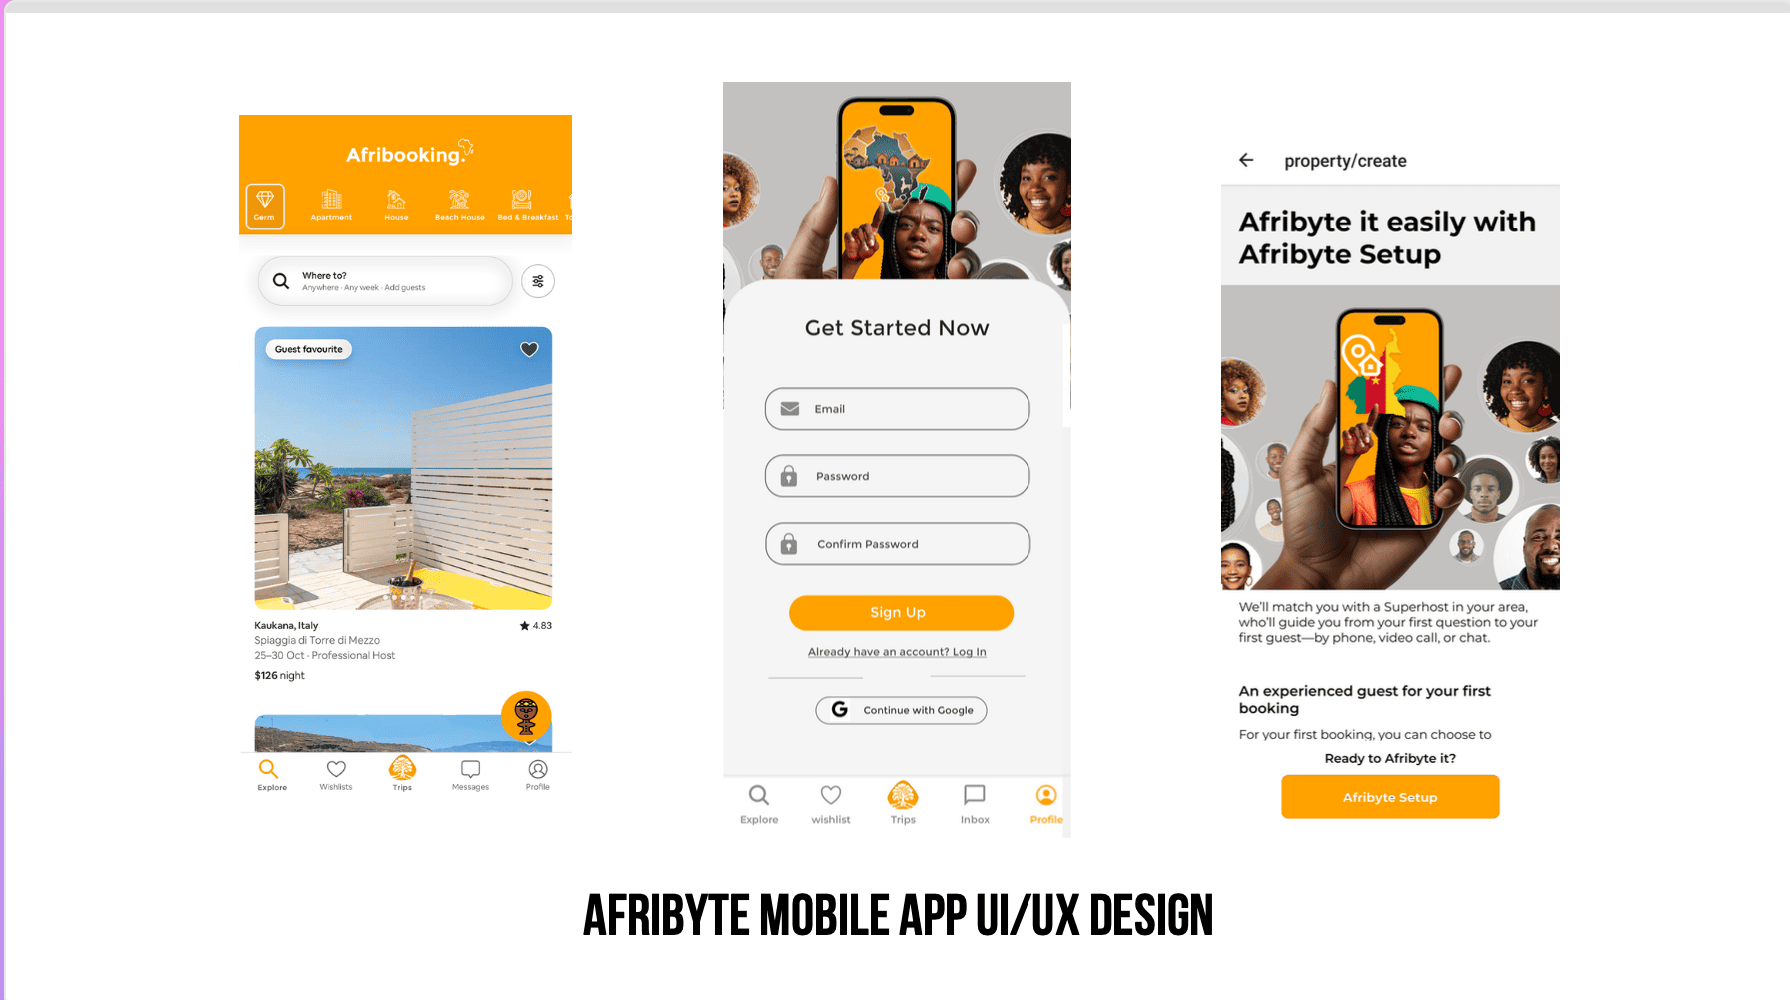 Afribooking.
Germ
Apartment
House
Beach House
Bed & Breakfast
To
Where to?
Anywhere · Any week · Add guests
Guest favourite
Kaukana, Italy
4.83
Spiaggia di Torre di Mezzo
25–30 Oct · Professional Host
$126 night
Explore
Wishlists
Trips
Messages
Profile
Get Started Now
Email
Password
Confirm Password
Sign Up
Already have an account? Log In
G Continue with Google
Explore
wishlist
Trips
Inbox
Profile
property/create
Afribyte it easily with
Afribyte Setup
We'll match you with a Superhost in your area,
who'll guide you from your first question to your
first guest—by phone, video call, or chat.
An experienced guest for your first
booking
For your first booking, you can choose to
Ready to Afribyte it?
Afribyte Setup
AFRIBYTE MOBILE APP UI/UX DESIGN